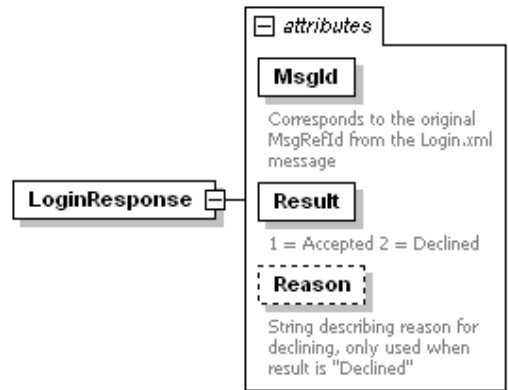 attributes
MsgId
Corresponds to the original
MsgRefId from the Login.xml
message
LoginResponse
Result
1 = Accepted 2 = Declined
Reason
String describing reason for
declining, only used when
result is "Declined"